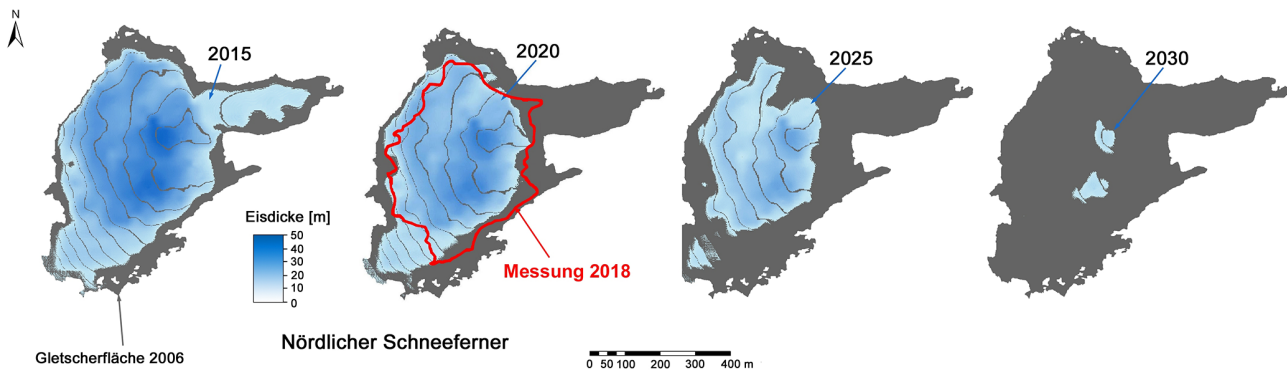 N
2015
2020
2025
2030
Eisdicke [m]
50
40
30
20
10
0
Messung 2018
Gletscherfläche 2006
Nördlicher Schneeferner
0 50 100 200 300 400 m